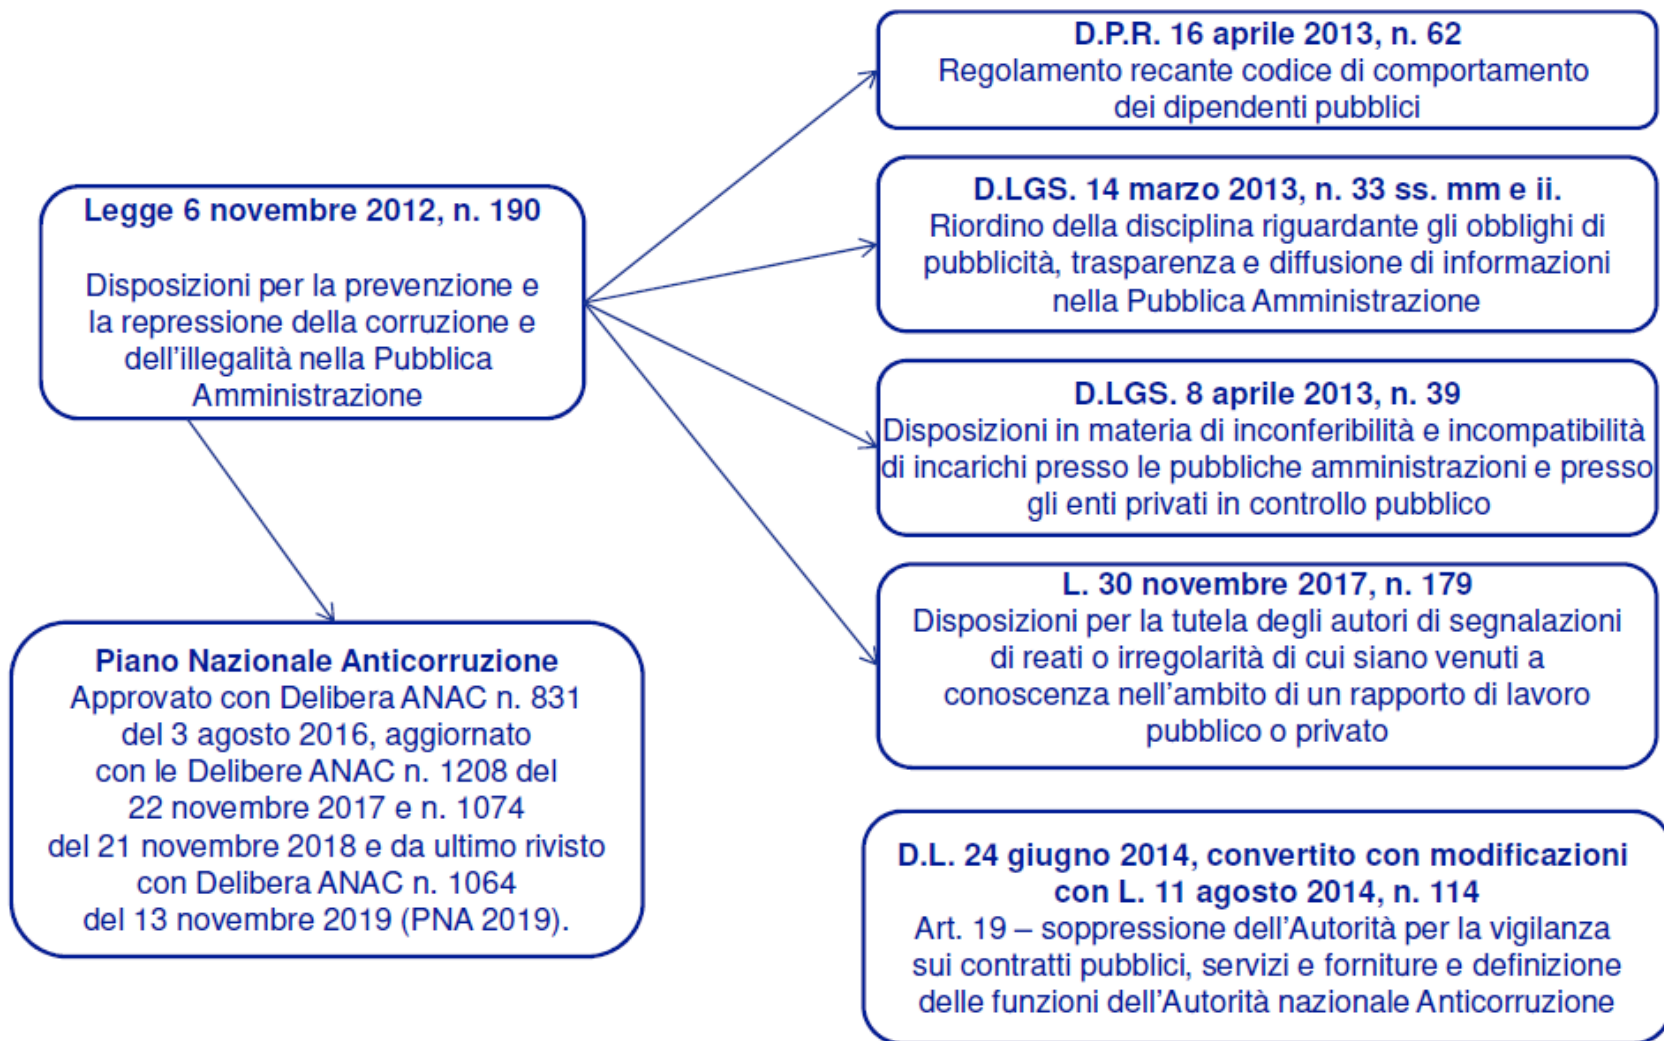 Legge 6 novembre 2012, n. 190
Disposizioni per la prevenzione e
la repressione della corruzione e
dell'illegalità nella Pubblica
Amministrazione
Piano Nazionale Anticorruzione
Approvato con Delibera ANAC n. 831
del 3 agosto 2016, aggiornato
con le Delibere ANAC n. 1208 del
22 novembre 2017 e n. 1074
del 21 novembre 2018 e da ultimo rivisto
con Delibera ANAC n. 1064
del 13 novembre 2019 (PNA 2019).
D.P.R. 16 aprile 2013, n. 62
Regolamento recante codice di comportamento
dei dipendenti pubblici
D.LGS. 14 marzo 2013, n. 33 ss. mm e ii.
Riordino della disciplina riguardante gli obblighi di
pubblicità, trasparenza e diffusione di informazioni
nella Pubblica Amministrazione
D.LGS. 8 aprile 2013, n. 39
Disposizioni in materia di inconferibilità e incompatibilità
di incarichi presso le pubbliche amministrazioni e presso
gli enti privati in controllo pubblico
L. 30 novembre 2017, n. 179
Disposizioni per la tutela degli autori di segnalazioni
di reati o irregolarità di cui siano venuti a
conoscenza nell'ambito di un rapporto di lavoro
pubblico o privato
D.L. 24 giugno 2014, convertito con modificazioni
con L. 11 agosto 2014, n. 114
Art. 19 – soppressione dell'Autorità per la vigilanza
sui contratti pubblici, servizi e forniture e definizione
delle funzioni dell'Autorità nazionale Anticorruzione